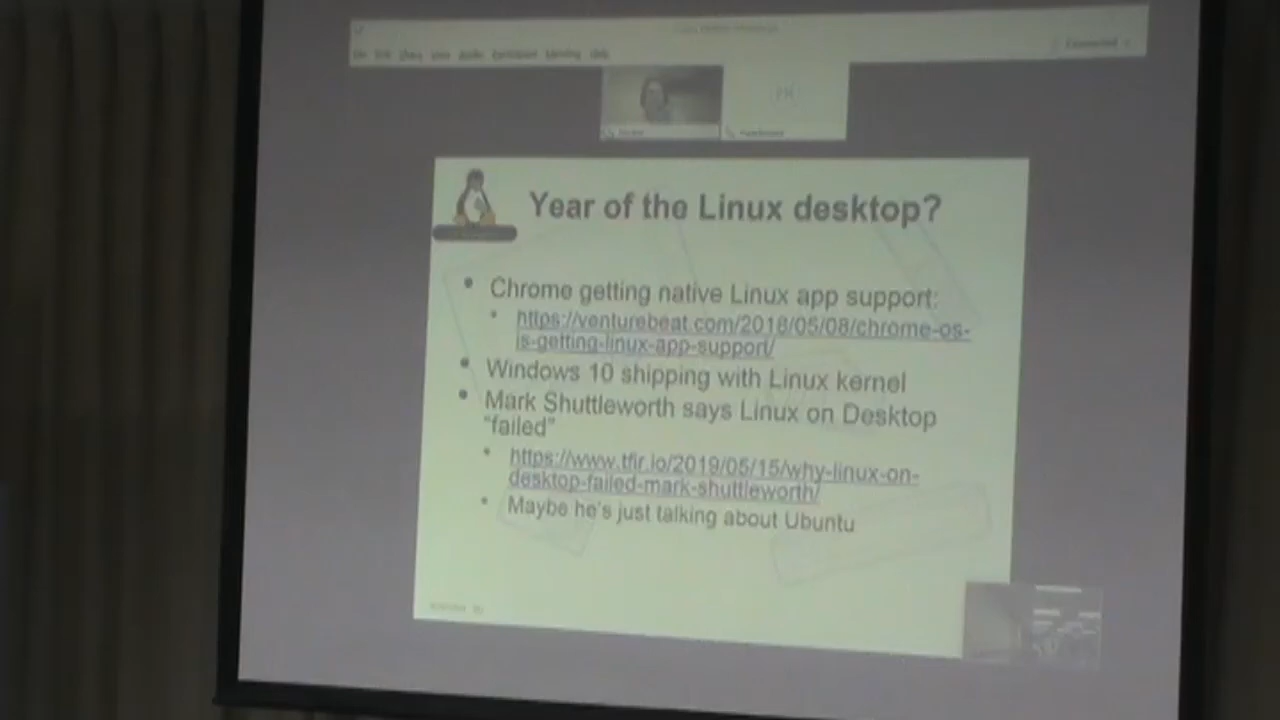 Year of the Linux desktop?
Chrome getting native Linux app support:
https://venturebeat.com/2018/05/08/chrome-os-
is-getting-linux-app-support/
Windows 10 shipping with Linux kernel
Mark Shuttleworth says Linux on Desktop
"failed"
https://www.tfir.io/2019/05/15/why-linux-on-
desktop-failed-mark-shuttleworth/
Maybe he's just talking about Ubuntu